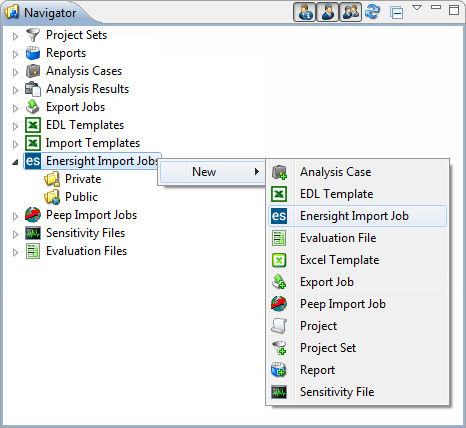 Navigator
Project Sets
Reports
Analysis Cases
Analysis Results
Export Jobs
EDL Templates
Import Templates
es Enersight Import Jobs
Private
Public
Peep Import Jobs
Sensitivity Files
Evaluation Files
New
Analysis Case
EDL Template
es Enersight Import Job
Evaluation File
Excel Template
Export Job
Peep Import Job
Project
Project Set
Report
Sensitivity File